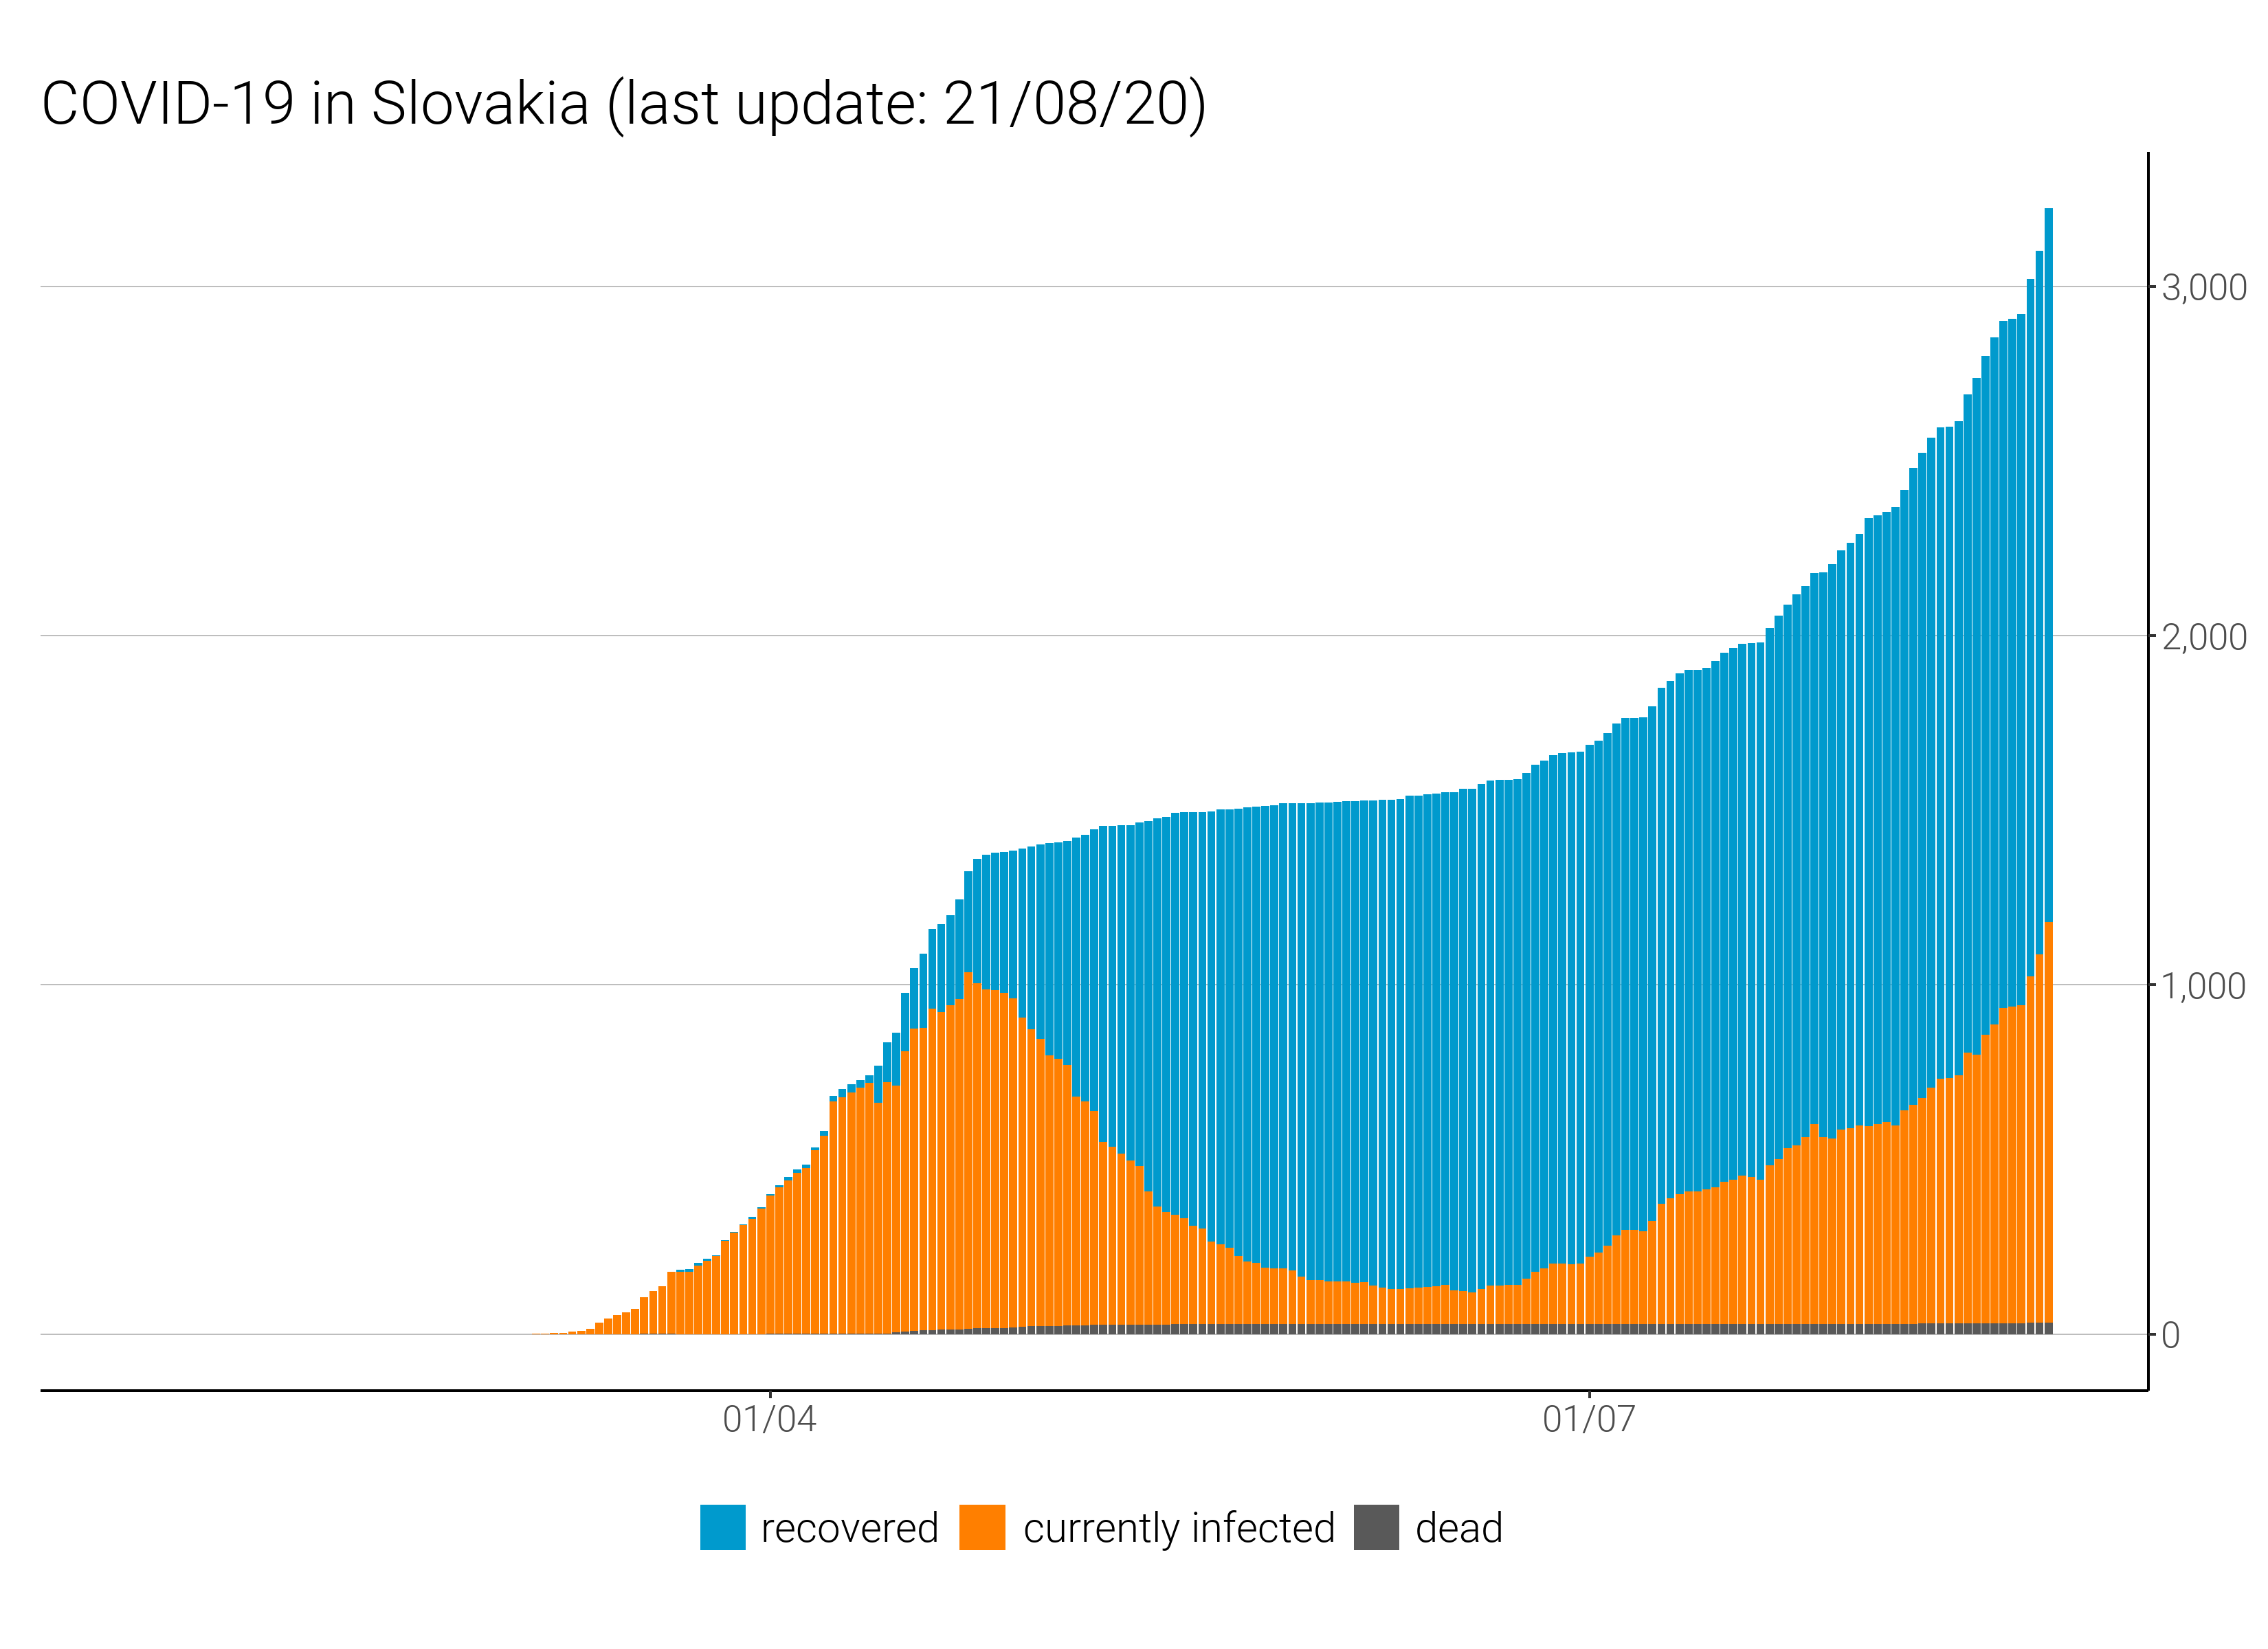 COVID-19 in Slovakia (last update: 21/08/20)
3,000
2,000
1,000
0
01/04 01/07
recovered currently infected dead